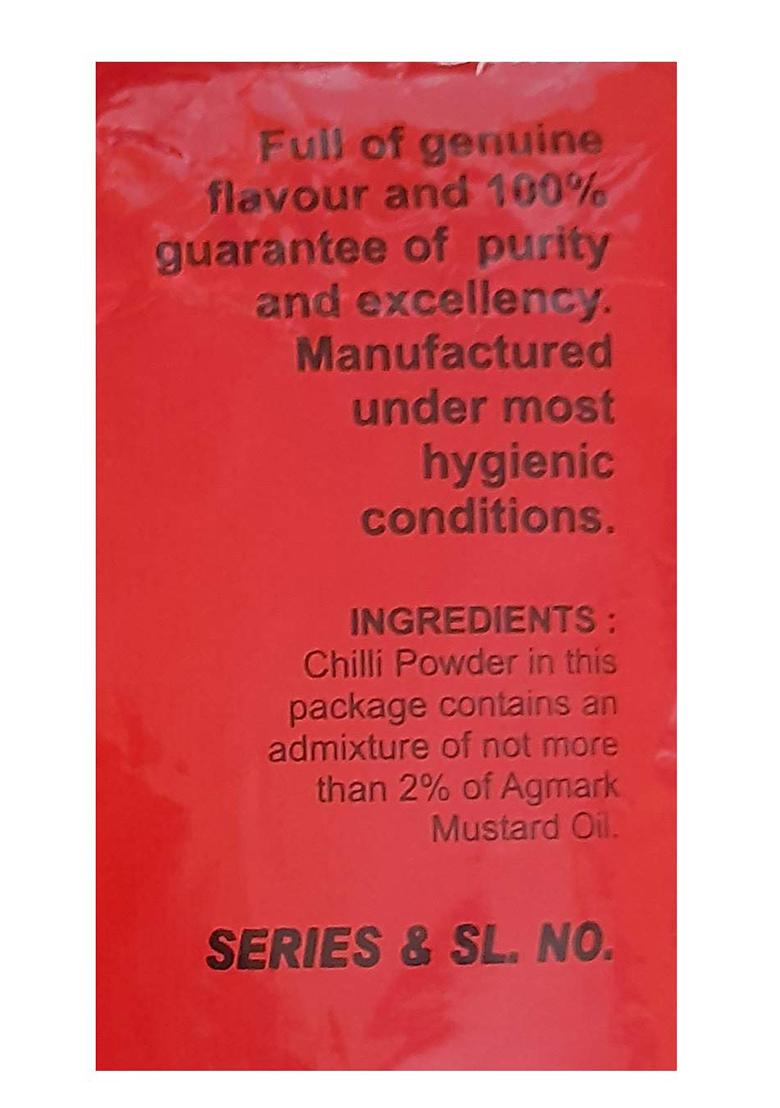 Full of genuine
flavour and 100%
guarantee of purity
and excellency.
Manufactured
under most
hygienic
conditions.
INGREDIENTS :
Chilli Powder in this
package contains an
admixture of not more
than 2% of Agmark
Mustard Oil.
SERIES & SL. NO.